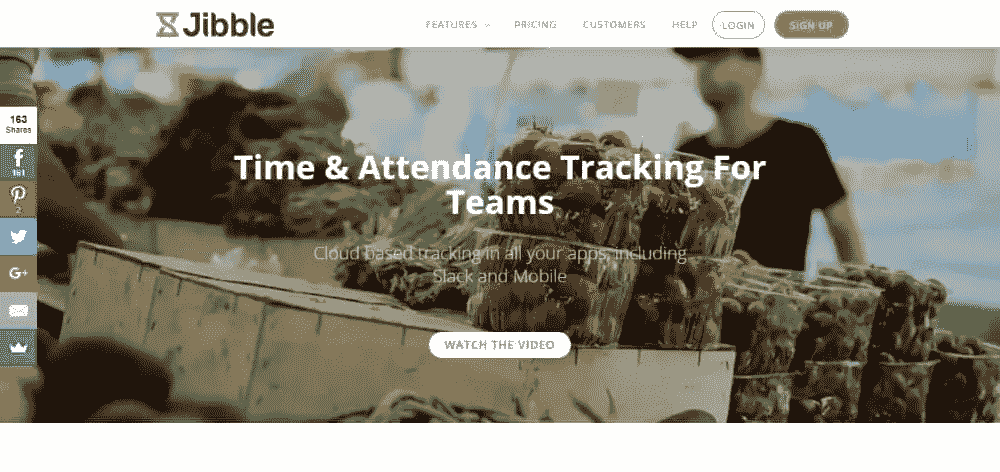 Jibble
FEATURES
PRICING
CUSTOMERS
HELP
LOGIN
SIGN UP
163
Shares
161
2
Time & Attendance Tracking For
Teams
Cloud based tracking in all your apps, including
Slack and Mobile
WATCH THE VIDEO